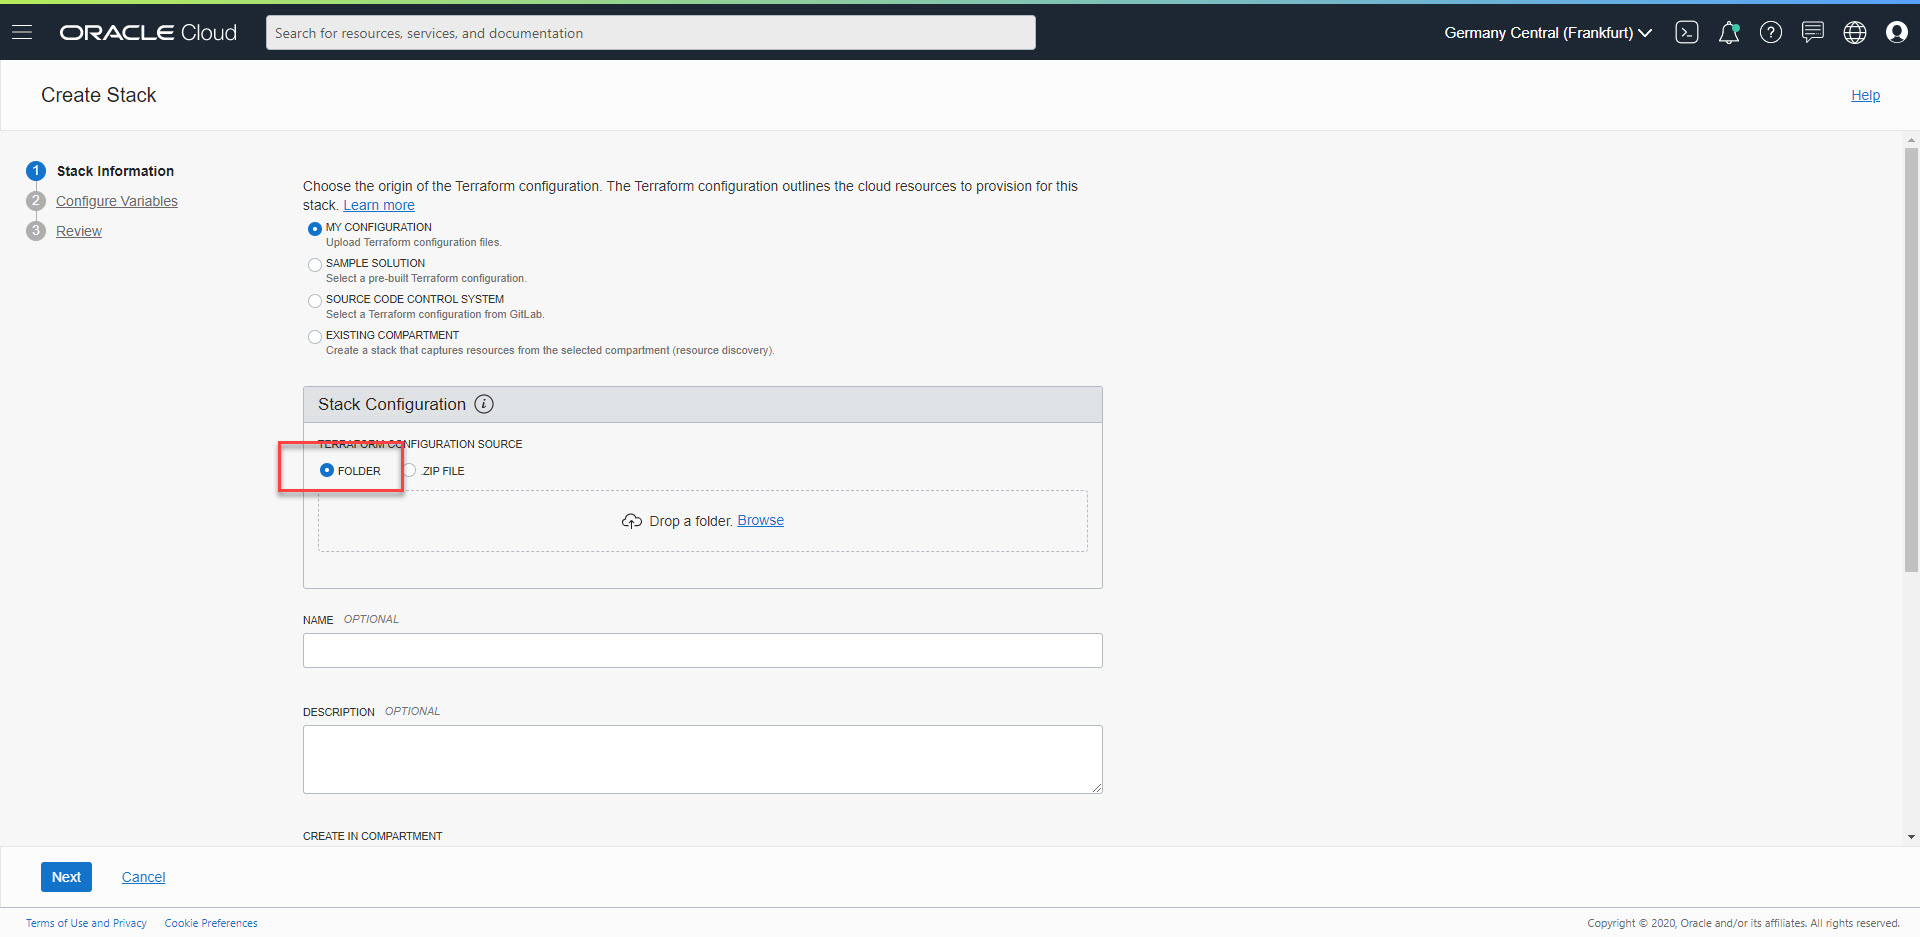 ORACLE Cloud
Search for resources, services, and documentation
Germany Central (Frankfurt)
Create Stack
Help
1 Stack Information
2 Configure Variables
3 Review
Choose the origin of the Terraform configuration. The Terraform configuration outlines the cloud resources to provision for this
stack. Learn more
MY CONFIGURATION
Upload Terraform configuration files.
SAMPLE SOLUTION
Select a pre-built Terraform configuration.
SOURCE CODE CONTROL SYSTEM
Select a Terraform configuration from GitLab.
EXISTING COMPARTMENT
Create a stack that captures resources from the selected compartment (resource discovery).
Stack Configuration i
TERRAFORM CONFIGURATION SOURCE
FOLDER .ZIP FILE
Drop a folder. Browse
NAME OPTIONAL
DESCRIPTION OPTIONAL
CREATE IN COMPARTMENT
Next Cancel
Terms of Use and Privacy Cookie Preferences
Copyright © 2020, Oracle and/or its affiliates. All rights reserved.